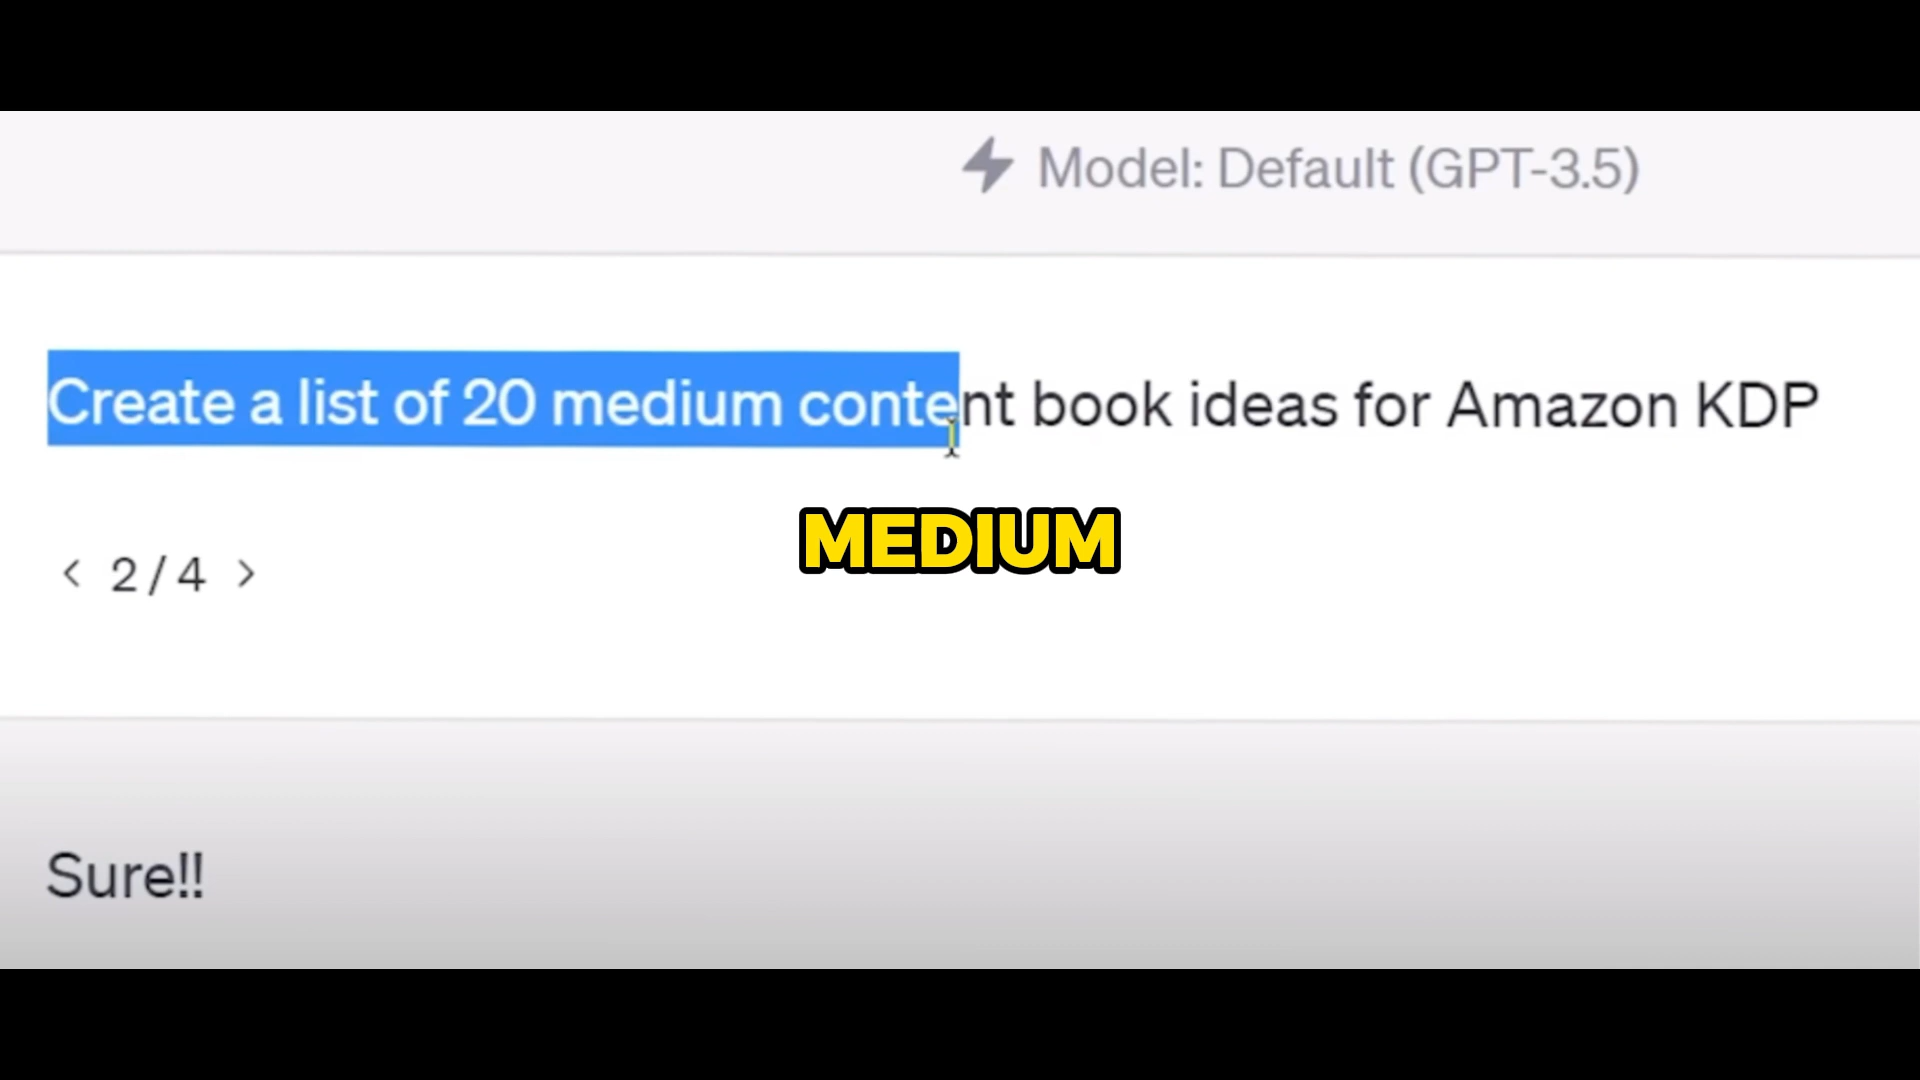 Model: Default (GPT-3.5)
Create a list of 20 medium content book ideas for Amazon KDP
MEDIUM
< 2 / 4 >
Sure!!